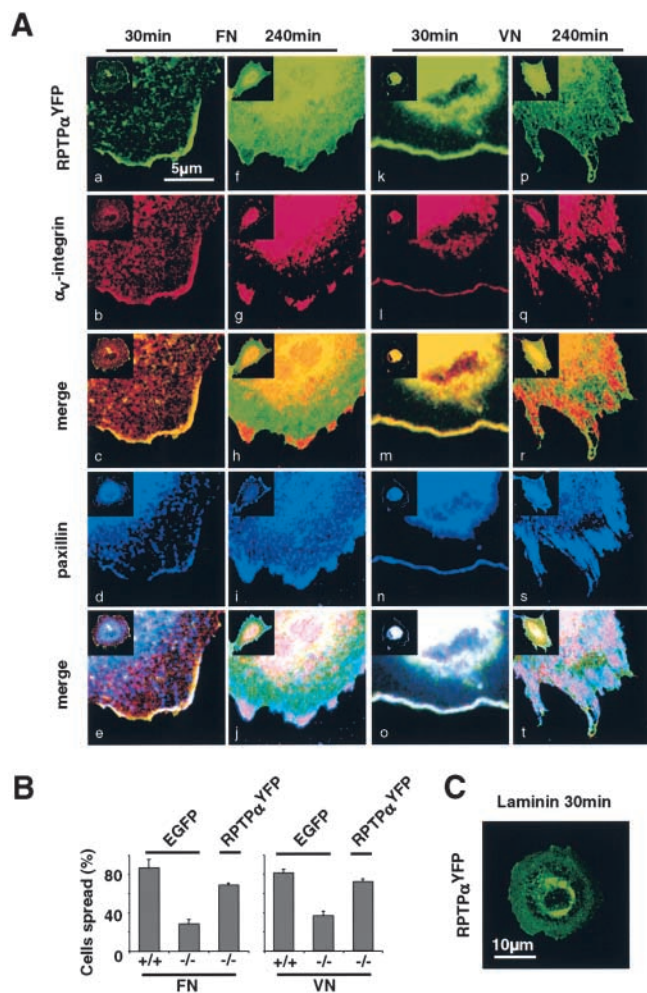 A
30min FN 240min 30min VN 240min
RPTPαYFP
a f k p
5μm
αv-integrin
b g l q
merge
c h m r
paxillin
d i n s
merge
e j o t
B
EGFP RPTPαYFP EGFP RPTPαYFP
Cells spread (%)
80
40
0
+/+ -/- -/- +/+ -/- -/-
FN VN
C
Laminin 30min
RPTPαYFP
10μm